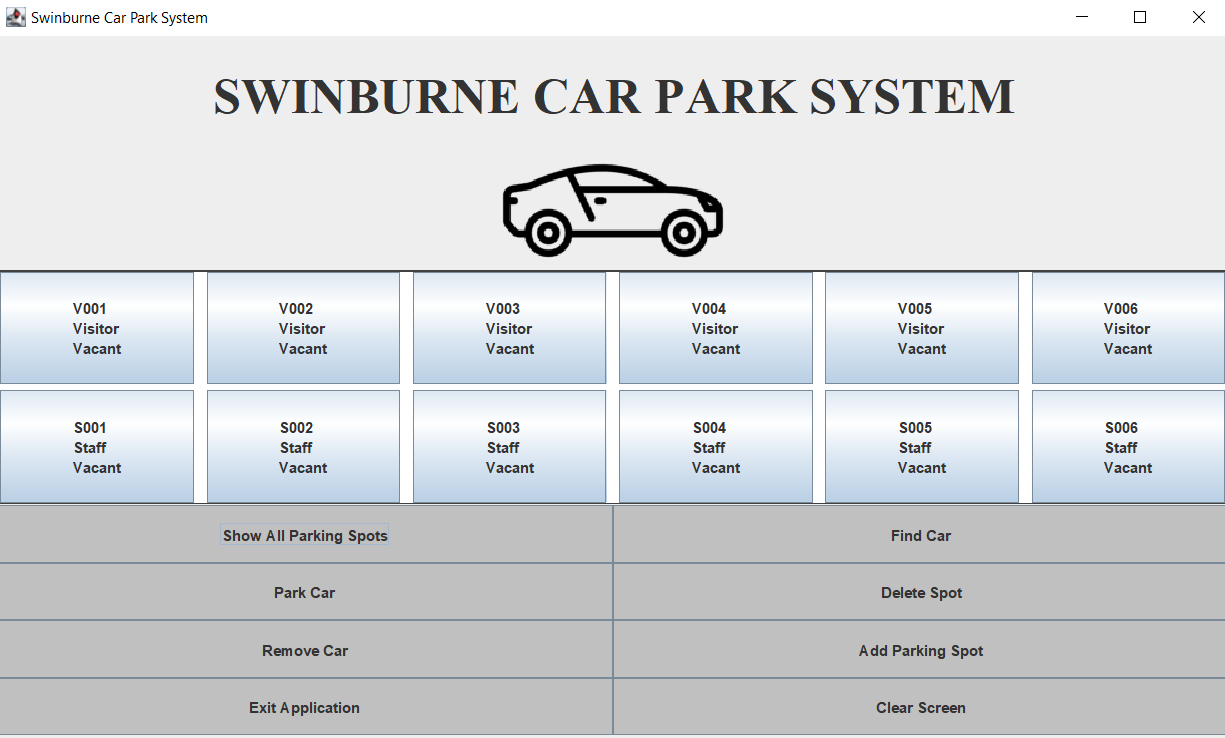 Swinburne Car Park System
SWINBURNE CAR PARK SYSTEM
V001 V002 V003 V004 V005 V006
Visitor Visitor Visitor Visitor Visitor Visitor
Vacant Vacant Vacant Vacant Vacant Vacant
S001 S002 S003 S004 S005 S006
Staff Staff Staff Staff Staff Staff
Vacant Vacant Vacant Vacant Vacant Vacant
Show All Parking Spots Find Car
Park Car Delete Spot
Remove Car Add Parking Spot
Exit Application Clear Screen